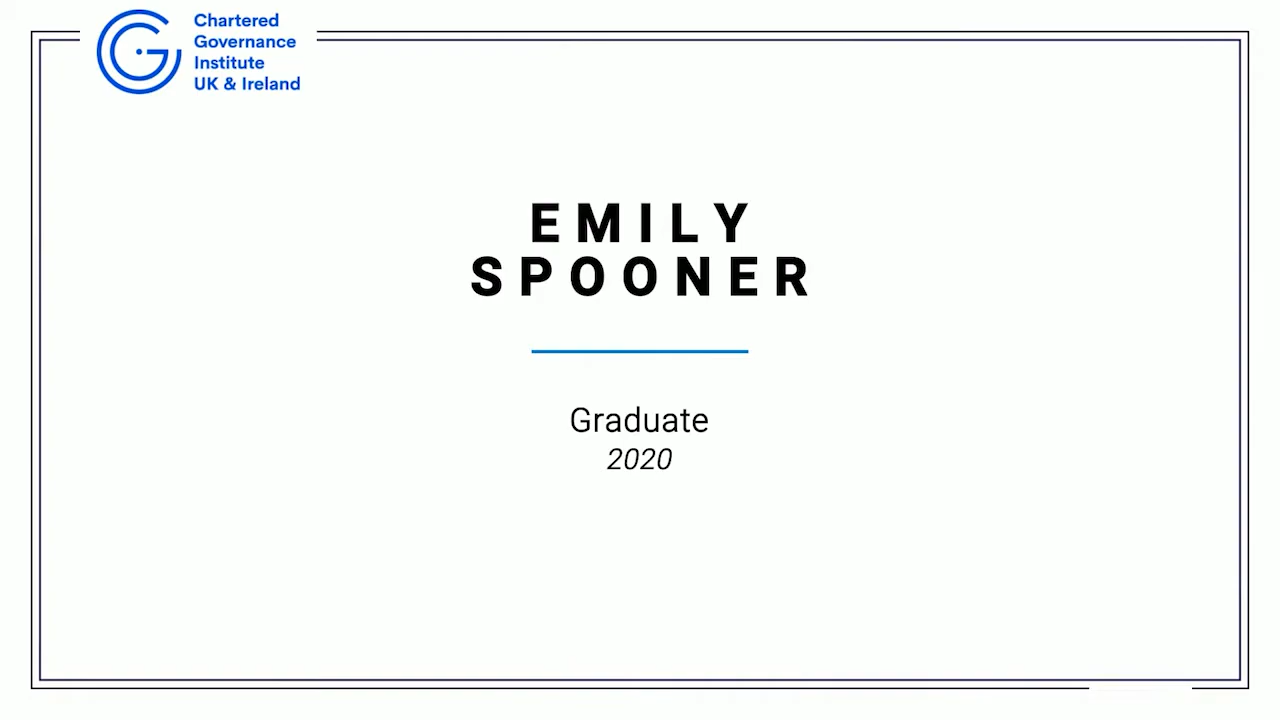 Chartered
Governance
Institute
UK & Ireland
EMILY
SPOONER
Graduate
2020